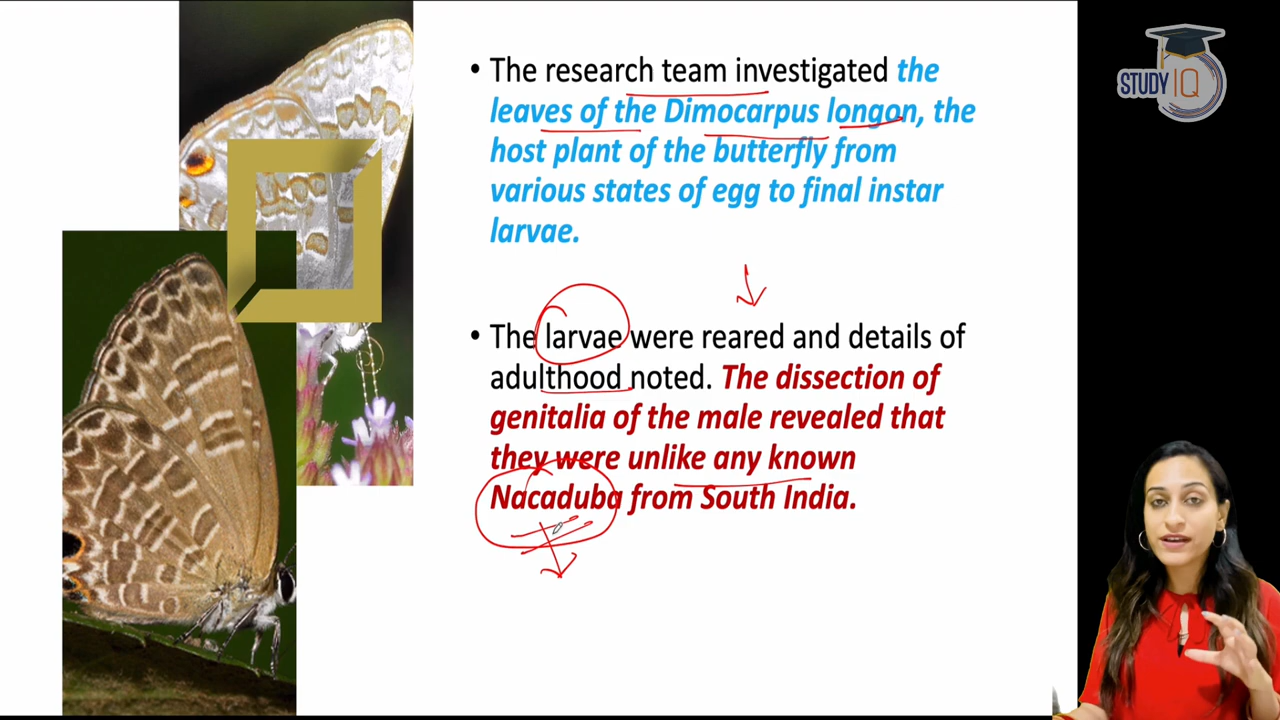 • The research team investigated the
leaves of the Dimocarpus longon, the
host plant of the butterfly from
various states of egg to final instar
larvae.
• The larvae were reared and details of
adulthood noted. The dissection of
genitalia of the male revealed that
they were unlike any known
Nacaduba from South India.
STUDY IQ